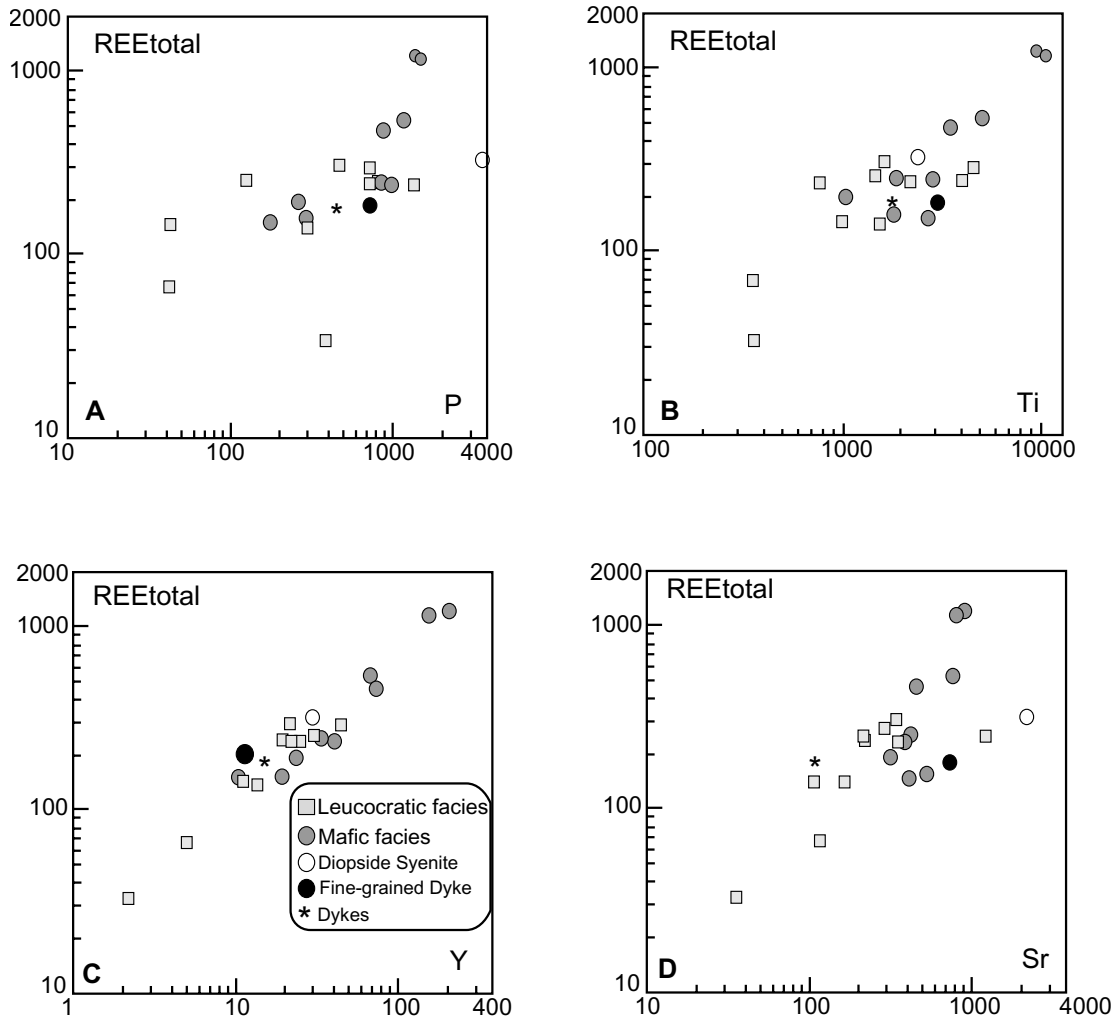 2000
REEtotal
1000
100
10
A
P
10 100 1000 4000
2000
REEtotal
1000
100
10
B
Ti
100 1000 10000
2000
REEtotal
1000
100
10
C
Y
Leucocratic facies
Mafic facies
Diopside Syenite
Fine-grained Dyke
* Dykes
1 10 100 400
2000
REEtotal
1000
100
10
D
Sr
10 100 1000 4000